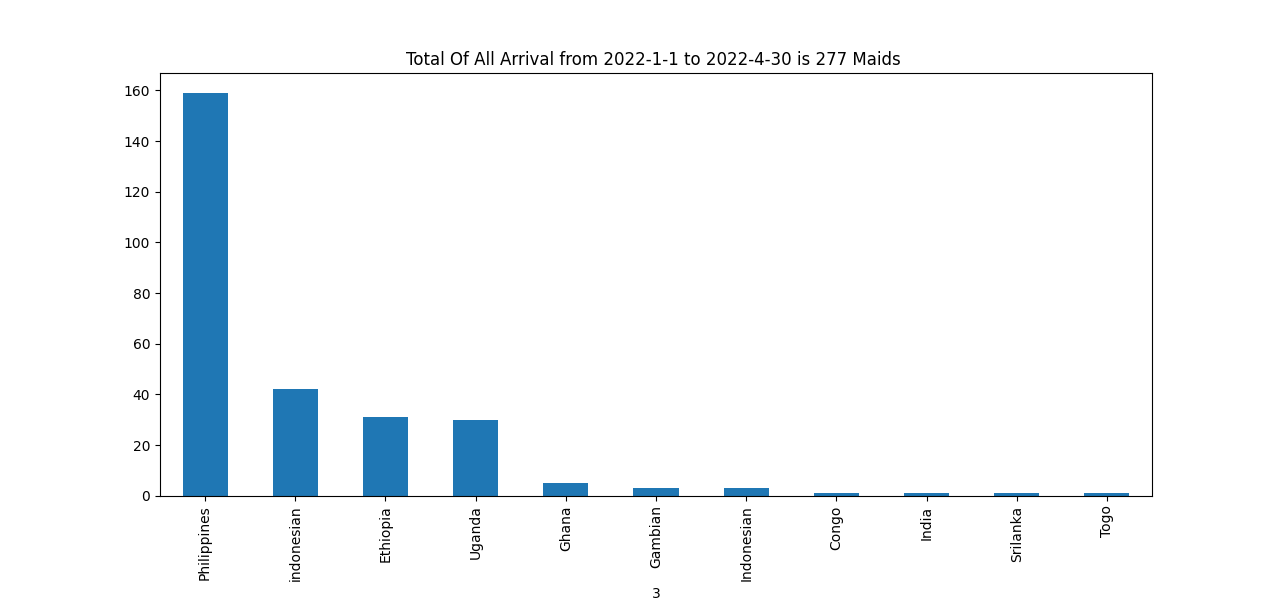 Total Of All Arrival from 2022-1-1 to 2022-4-30 is 277 Maids
160
140
120
100
80
60
40
20
0
Philippines
indonesian
Ethiopia
Uganda
Ghana
Gambian
Indonesian
Congo
India
Srilanka
Togo
3